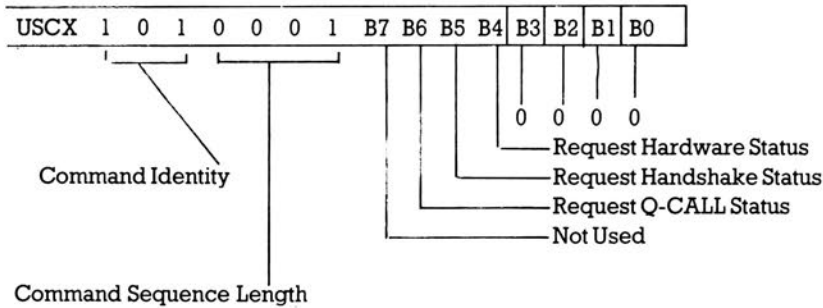 USCX 1 0 1 0 0 0 1 B7 B6 B5 B4 B3 B2 B1 B0
0 0 0 0
Request Hardware Status
Command Identity
Request Handshake Status
Request Q-CALL Status
Not Used
Command Sequence Length